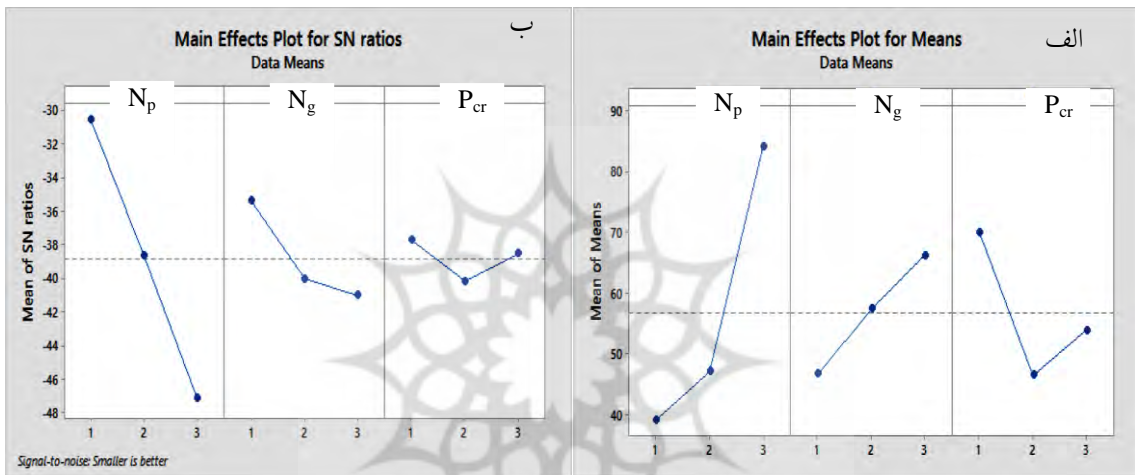 ب
Main Effects Plot for SN ratios
Data Means
Np Ng Pcr
-30
-32
-34
-36
-38
-40
-42
-44
-46
-48
Mean of SN ratios
1 2 3 1 2 3 1 2 3
Signal-to-noise: Smaller is better
الف
Main Effects Plot for Means
Data Means
Np Ng Pcr
90
80
70
60
50
40
Mean of Means
1 2 3 1 2 3 1 2 3